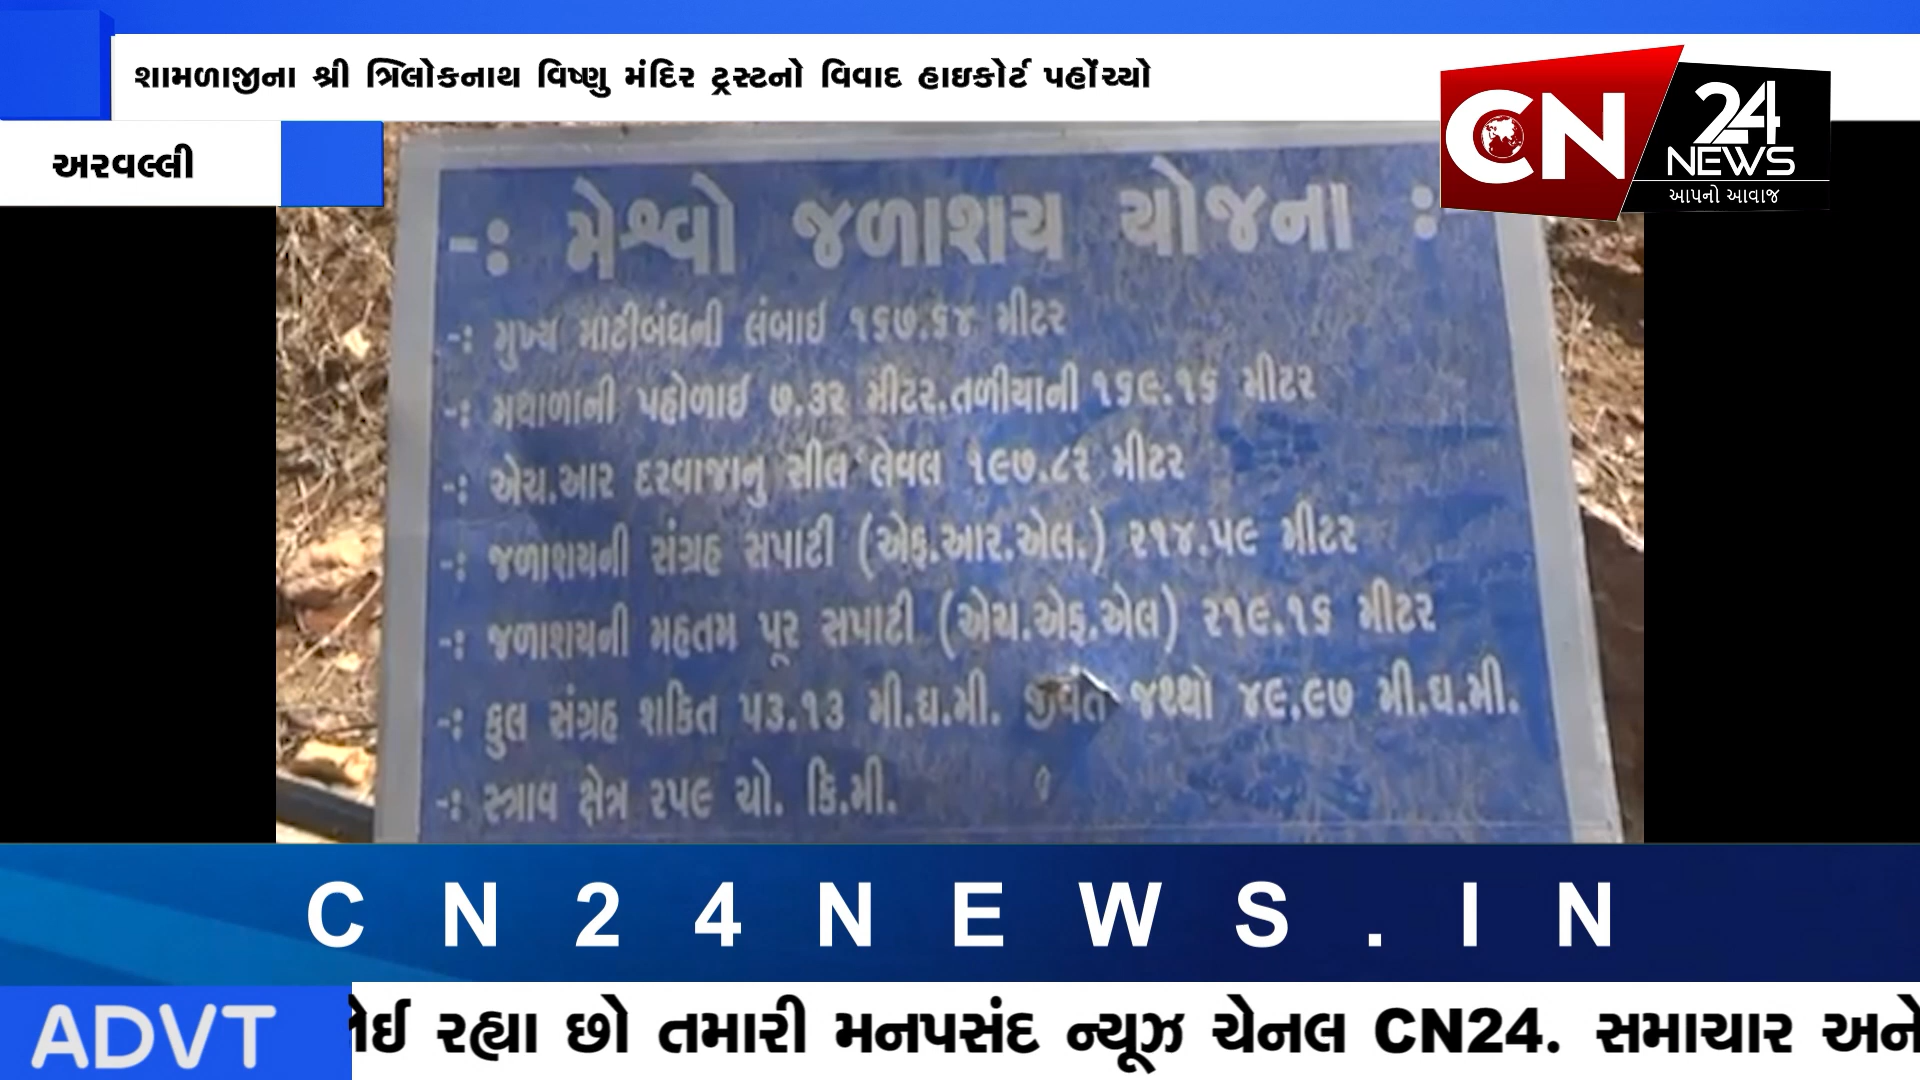 શામળાજીના શ્રી ત્રિલોકનાથ વિષ્ણુ મંદિર ટ્રસ્ટનો વિવાદ હાઇકોર્ટ પહોંચ્યો
CN 24 NEWS
આપનો આવાજ
અરવલ્લી
-: મેશ્વો જળાશય યોજના :
-: મુખ્ય માટીબંધની લંબાઈ ૧૬૭.૬૪ મીટર
-: મથાળાની પહોળાઈ ૭.૩૨ મીટર.તળીયાની ૧૬૯.૧૬ મીટર
-: એચ.આર દરવાજાનુ સીલ લેવલ ૧૯૭.૮૨ મીટર
-: જળાશયની સંગ્રહ સપાટી (એફ.આર.એલ.) ૨૧૪.૫૯ મીટર
-: જળાશયની મહતમ પૂર સપાટી (એચ.એફ.એલ) ૨૧૯.૧૬ મીટર
-: કુલ સંગ્રહ શકિત ૫૩.૧૩ મી.ઘ.મી. જીવંત જથ્થો ૪૯.૯૭ મી.ઘ.મી.
-: સ્ત્રાવ ક્ષેત્ર ૨૫૯ ચો. કિ.મી.
CN24NEWS.IN
ADVT
રહ્યા છો તમારી મનપસંદ ન્યૂઝ ચેનલ CN24. સમાચાર અને